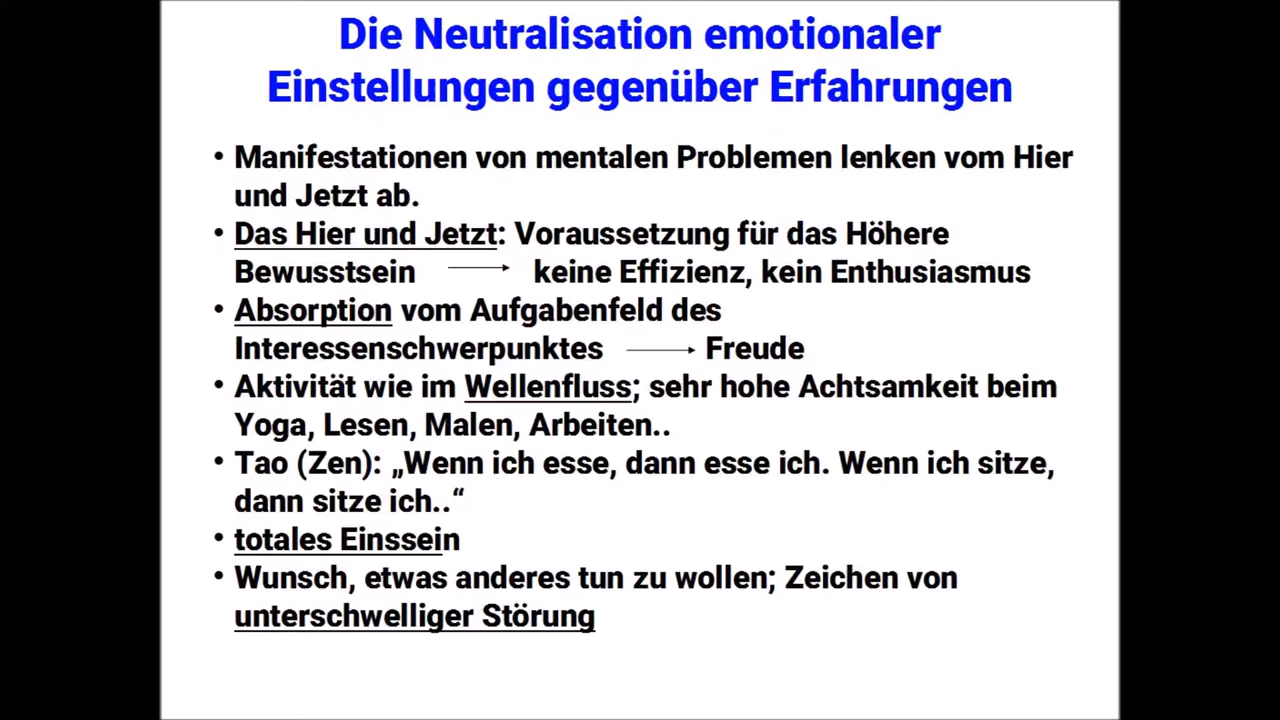 Die Neutralisation emotionaler
Einstellungen gegenüber Erfahrungen
• Manifestationen von mentalen Problemen lenken vom Hier
und Jetzt ab.
• Das Hier und Jetzt: Voraussetzung für das Höhere
Bewusstsein → keine Effizienz, kein Enthusiasmus
• Absorption vom Aufgabenfeld des
Interessenschwerpunktes → Freude
• Aktivität wie im Wellenfluss; sehr hohe Achtsamkeit beim
Yoga, Lesen, Malen, Arbeiten..
• Tao (Zen): „Wenn ich esse, dann esse ich. Wenn ich sitze,
dann sitze ich..“
• totales Einssein
• Wunsch, etwas anderes tun zu wollen; Zeichen von
unterschwelliger Störung